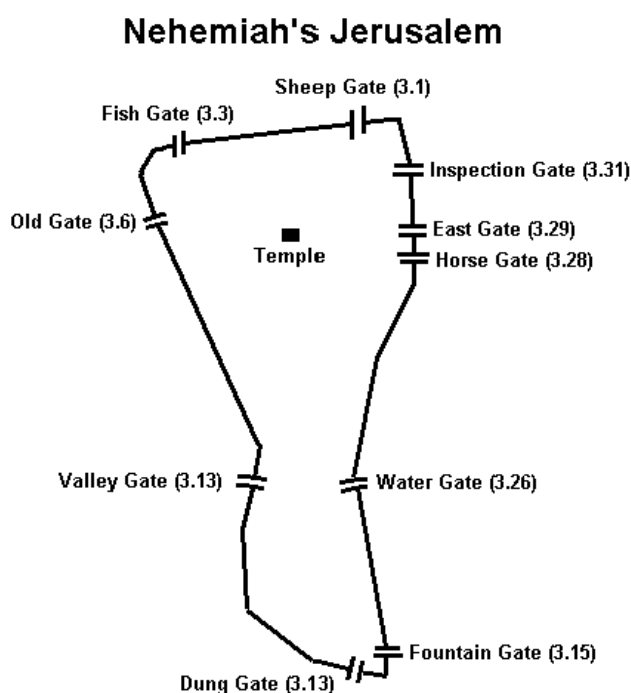 Nehemiah's Jerusalem
Sheep Gate (3.1)
Fish Gate (3.3)
Inspection Gate (3.31)
Old Gate (3.6)
East Gate (3.29)
Temple
Horse Gate (3.28)
Valley Gate (3.13)
Water Gate (3.26)
Fountain Gate (3.15)
Dung Gate (3.13)